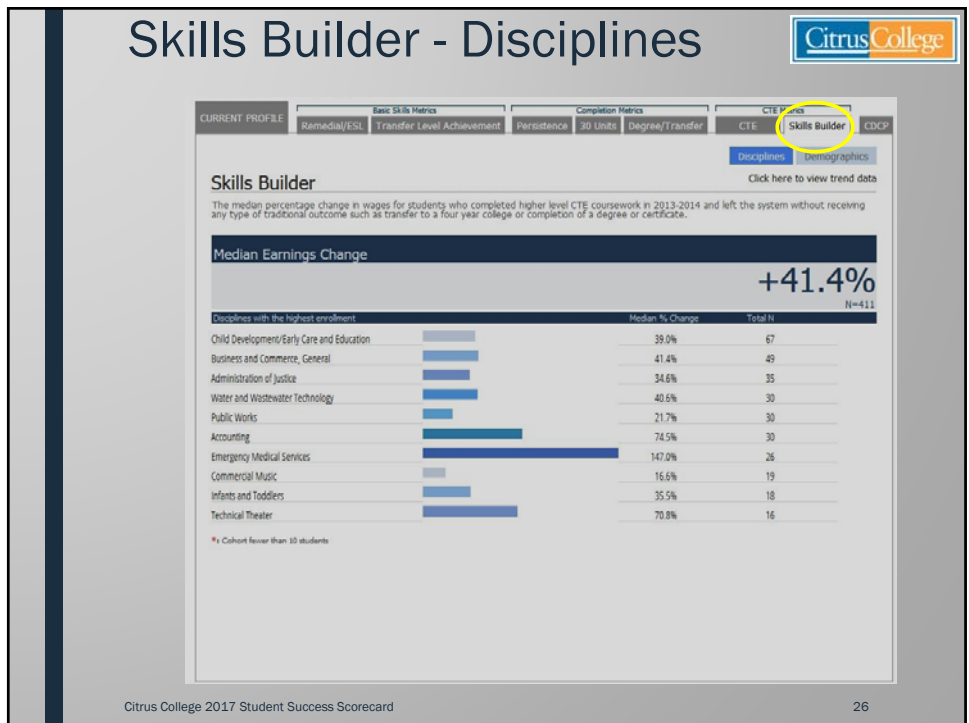 Skills Builder - Disciplines
Citrus College
Basic Skills Metrics Completion Metrics CTE Metrics
CURRENT PROFILE Remedial/ESL Transfer Level Achievement Persistence 30 Units Degree/Transfer CTE Skills Builder CDCP
Disciplines Demographics
Skills Builder Click here to view trend data
The median percentage change in wages for students who completed higher level CTE coursework in 2013-2014 and left the system without receiving
any type of traditional outcome such as transfer to a four year college or completion of a degree or certificate.
Median Earnings Change
+41.4%
N=411
Disciplines with the highest enrollment Median % Change Total N
Child Development/Early Care and Education 39.0% 67
Business and Commerce, General 41.4% 49
Administration of Justice 34.6% 35
Water and Wastewater Technology 40.6% 30
Public Works 21.7% 30
Accounting 74.5% 30
Emergency Medical Services 147.0% 26
Commercial Music 16.6% 19
Infants and Toddlers 35.5% 18
Technical Theater 70.8% 16
*: Cohort fewer than 10 students
Citrus College 2017 Student Success Scorecard 26